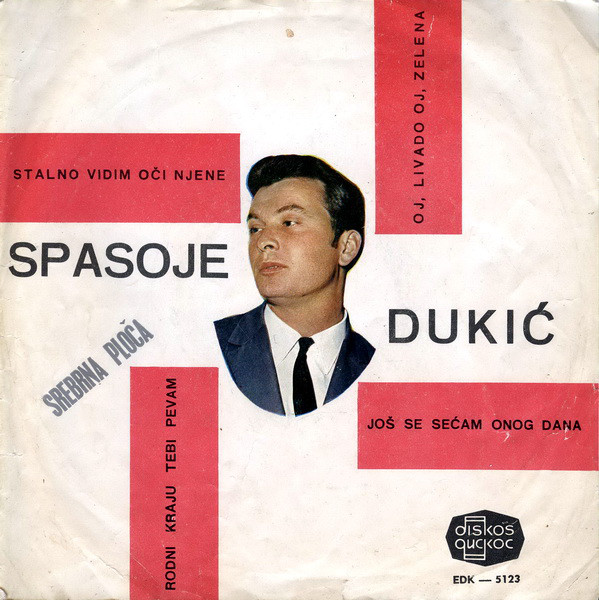 OJ, LIVADO OJ, ZELENA
STALNO VIDIM OČI NJENE
SPASOJE
DUKIĆ
SREBRNA PLOČA
RODNI KRAJU TEBI PEVAM
JOŠ SE SEĆAM ONOG DANA
diskos
дискос
EDK — 5123